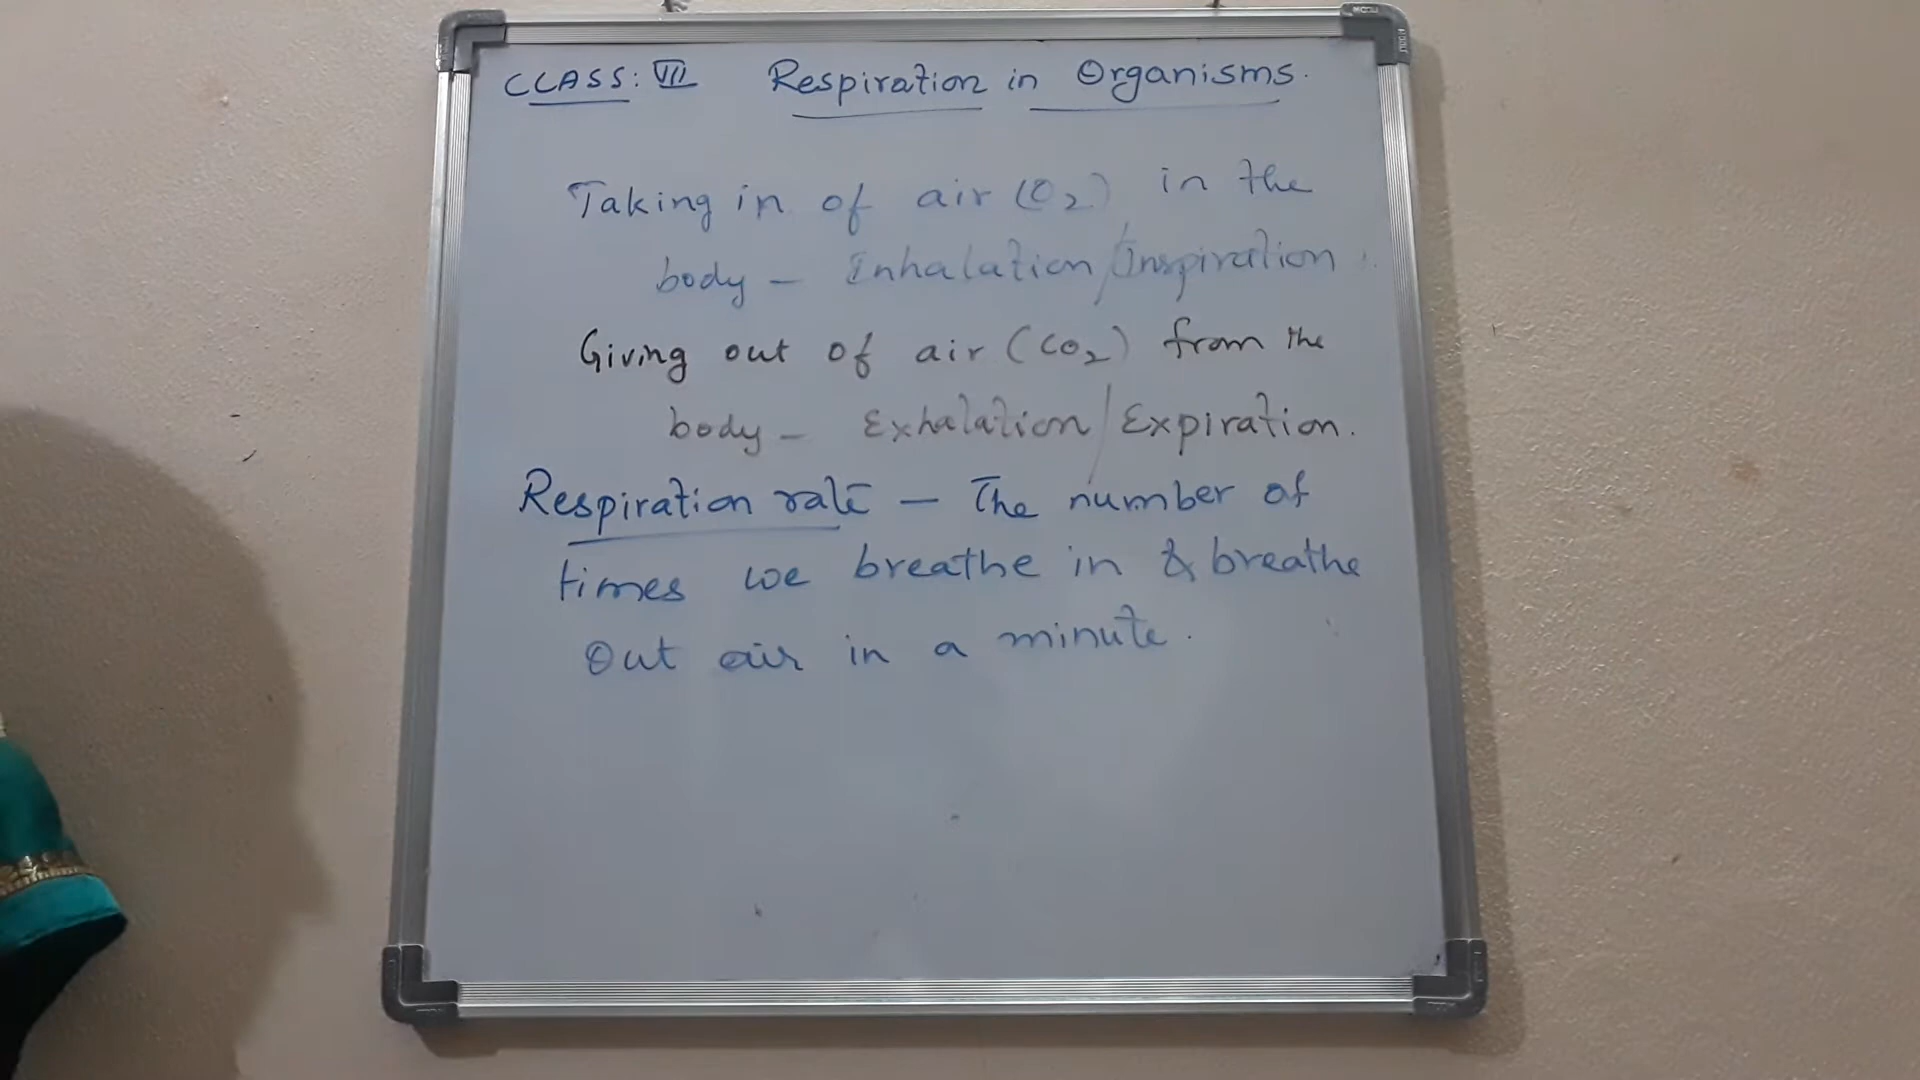 CLASS: VII Respiration in Organisms.
Taking in of air (O₂) in the
body - Inhalation/Inspiration.
Giving out of air (CO₂) from the
body - Exhalation/Expiration.
Respiration rate - The number of
times we breathe in & breathe
out air in a minute.